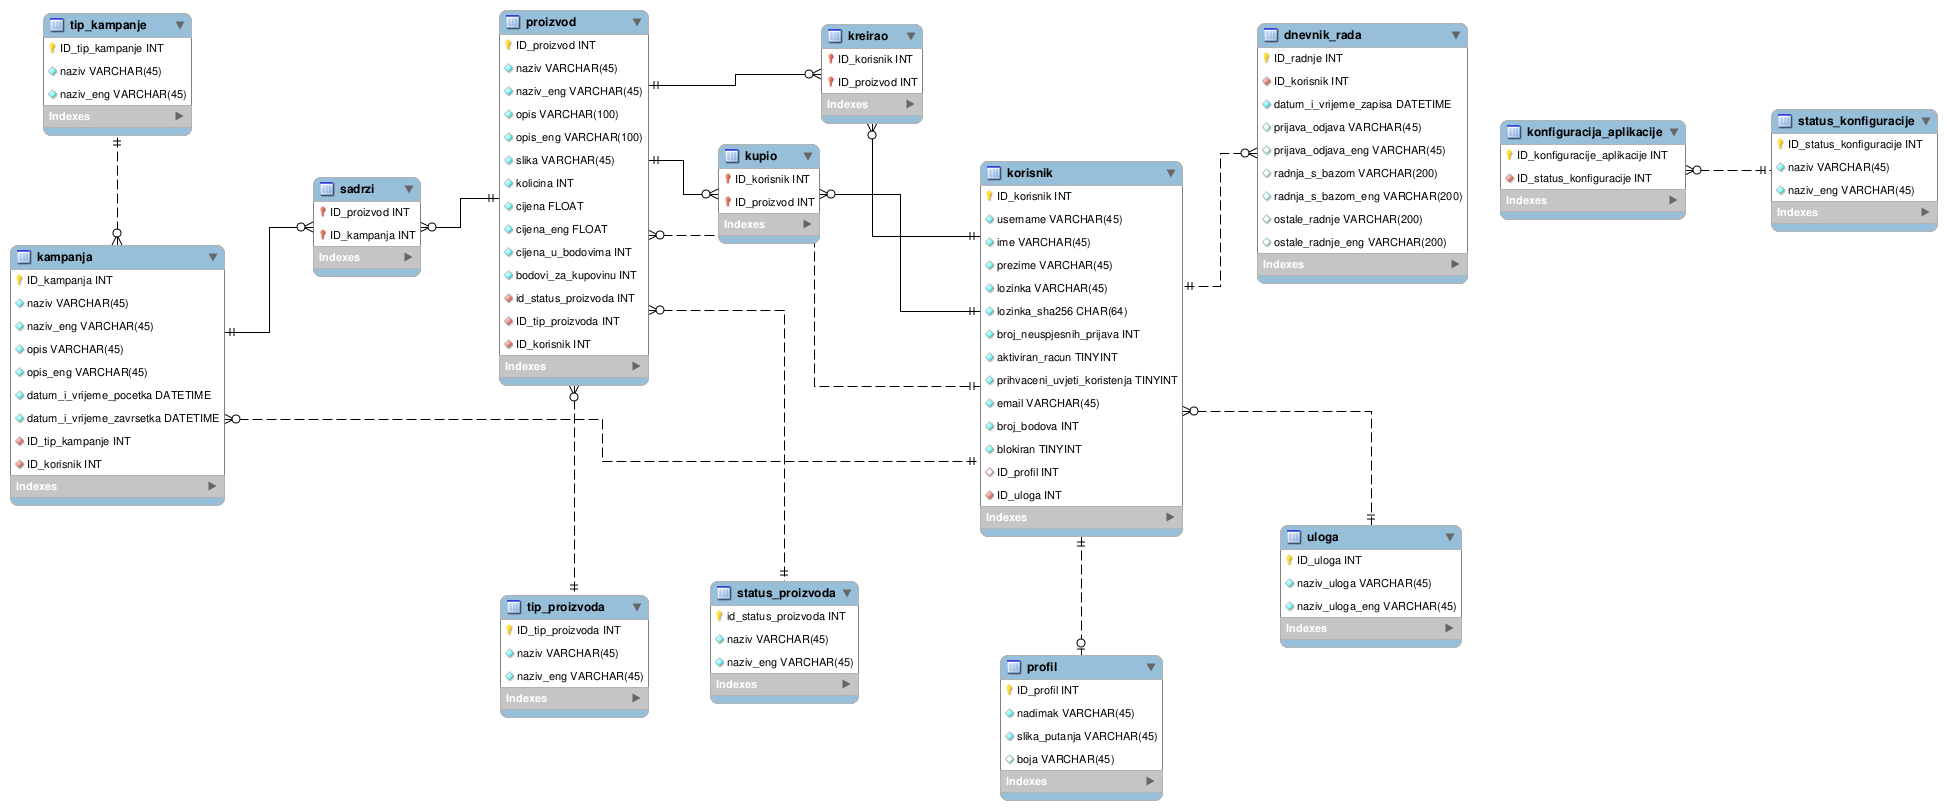 tip_kampanje
ID_tip_kampanje INT
naziv VARCHAR(45)
naziv_eng VARCHAR(45)
Indexes
kampanja
ID_kampanja INT
naziv VARCHAR(45)
naziv_eng VARCHAR(45)
opis VARCHAR(45)
opis_eng VARCHAR(45)
datum_i_vrijeme_pocetka DATETIME
datum_i_vrijeme_zavrsetka DATETIME
ID_tip_kampanje INT
ID_korisnik INT
Indexes
sadrzi
ID_proizvod INT
ID_kampanja INT
Indexes
proizvod
ID_proizvod INT
naziv VARCHAR(45)
naziv_eng VARCHAR(45)
opis VARCHAR(100)
opis_eng VARCHAR(100)
slika VARCHAR(45)
kolicina INT
cijena FLOAT
cijena_eng FLOAT
cijena_u_bodovima INT
bodovi_za_kupovinu INT
id_status_proizvoda INT
ID_tip_proizvoda INT
ID_korisnik INT
Indexes
kreirao
ID_korisnik INT
ID_proizvod INT
Indexes
kupio
ID_korisnik INT
ID_proizvod INT
Indexes
tip_proizvoda
ID_tip_proizvoda INT
naziv VARCHAR(45)
naziv_eng VARCHAR(45)
Indexes
status_proizvoda
id_status_proizvoda INT
naziv VARCHAR(45)
naziv_eng VARCHAR(45)
Indexes
korisnik
ID_korisnik INT
username VARCHAR(45)
ime VARCHAR(45)
prezime VARCHAR(45)
lozinka VARCHAR(45)
lozinka_sha256 CHAR(64)
broj_neuspjesnih_prijava INT
aktiviran_racun TINYINT
prihvaceni_uvjeti_koristenja TINYINT
email VARCHAR(45)
broj_bodova INT
blokiran TINYINT
ID_profil INT
ID_uloga INT
Indexes
profil
ID_profil INT
nadimak VARCHAR(45)
slika_putanja VARCHAR(45)
boja VARCHAR(45)
Indexes
dnevnik_rada
ID_radnje INT
ID_korisnik INT
datum_i_vrijeme_zapisa DATETIME
prijava_odjava VARCHAR(45)
prijava_odjava_eng VARCHAR(45)
radnja_s_bazom VARCHAR(200)
radnja_s_bazom_eng VARCHAR(200)
ostale_radnje VARCHAR(200)
ostale_radnje_eng VARCHAR(200)
Indexes
uloga
ID_uloga INT
naziv_uloga VARCHAR(45)
naziv_uloga_eng VARCHAR(45)
Indexes
konfiguracija_aplikacije
ID_konfiguracije_aplikacije INT
ID_status_konfiguracije INT
Indexes
status_konfiguracije
ID_status_konfiguracije INT
naziv VARCHAR(45)
naziv_eng VARCHAR(45)
Indexes